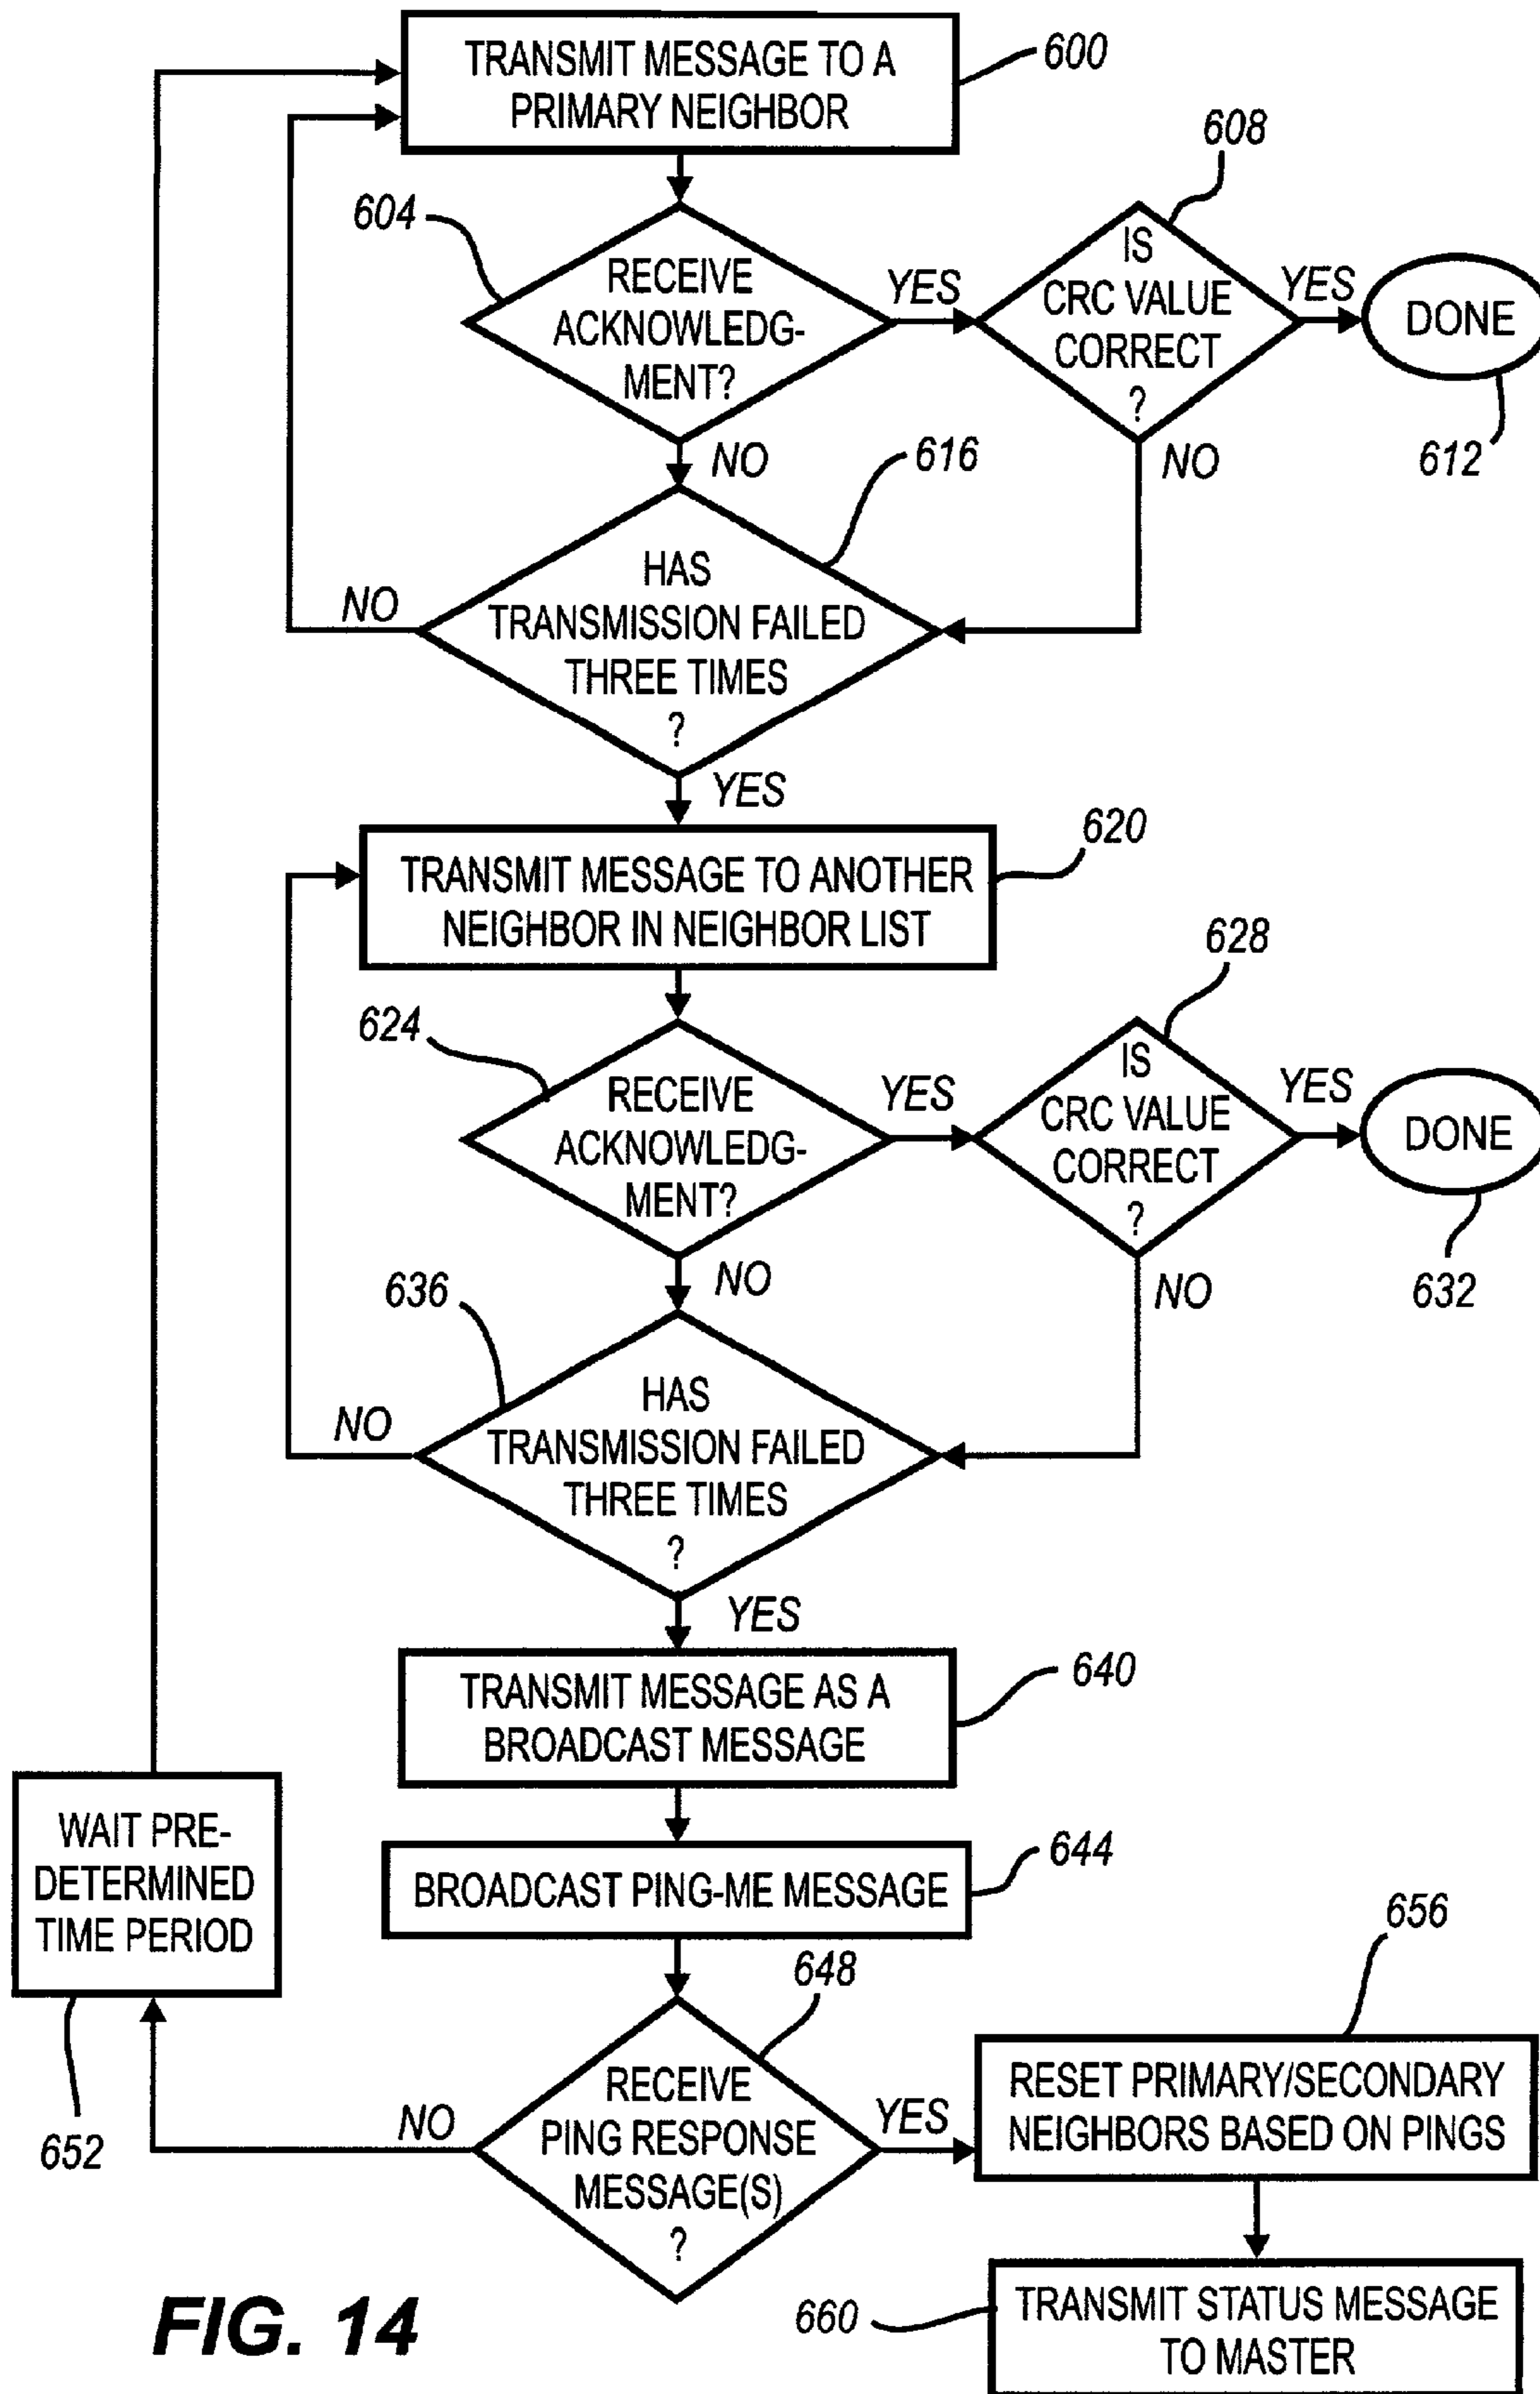 TRANSMIT MESSAGE TO A
PRIMARY NEIGHBOR
600
604
RECEIVE
ACKNOWLEDG-
MENT?
YES
608
IS
CRC VALUE
CORRECT
?
YES
DONE
612
NO
NO
616
HAS
TRANSMISSION FAILED
THREE TIMES
?
NO
YES
620
TRANSMIT MESSAGE TO ANOTHER
NEIGHBOR IN NEIGHBOR LIST
624
RECEIVE
ACKNOWLEDG-
MENT?
YES
628
IS
CRC VALUE
CORRECT
?
YES
DONE
632
NO
NO
636
HAS
TRANSMISSION FAILED
THREE TIMES
?
NO
YES
TRANSMIT MESSAGE AS A
BROADCAST MESSAGE
640
WAIT PRE-
DETERMINED
TIME PERIOD
652
BROADCAST PING-ME MESSAGE
644
648
RECEIVE
PING RESPONSE
MESSAGE(S)
?
NO
YES
656
RESET PRIMARY/SECONDARY
NEIGHBORS BASED ON PINGS
660
TRANSMIT STATUS MESSAGE
TO MASTER
FIG. 14